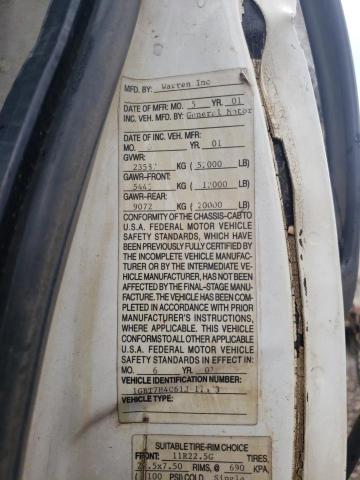 MFD. BY: Warren Inc
DATE OF MFR: MO. 5 YR. 01
INC. VEH. MFD. BY: General Motor
DATE OF INC. VEH. MFR:
MO. YR. 01
GVWR:
KG ( LB)
GAWR-FRONT:
KG ( LB)
GAWR-REAR:
9072 KG ( 20000 LB)
CONFORMITY OF THE CHASSIS-CAB TO
U.S.A. FEDERAL MOTOR VEHICLE
SAFETY STANDARDS, WHICH HAVE
BEEN PREVIOUSLY FULLY CERTIFIED BY
THE INCOMPLETE VEHICLE MANUFAC-
TURER OR BY THE INTERMEDIATE
VEHICLE MANUFACTURER, HAS NOT BEEN
AFFECTED BY THE FINAL-STAGE MANU-
FACTURE. THE VEHICLE HAS BEEN COM-
PLETED IN ACCORDANCE WITH PRIOR
MANUFACTURER'S INSTRUCTIONS,
WHERE APPLICABLE. THIS VEHICLE
CONFORMS TO ALL OTHER APPLICABLE
U.S.A. FEDERAL MOTOR VEHICLE
SAFETY STANDARDS IN EFFECT IN:
MO. 6 YR.
VEHICLE IDENTIFICATION NUMBER:
SUITABLE TIRE-RIM CHOICE
FRONT: 11R22.5G TIRES,
RIMS, @ 690 KPA,
100 PSI COLD Single